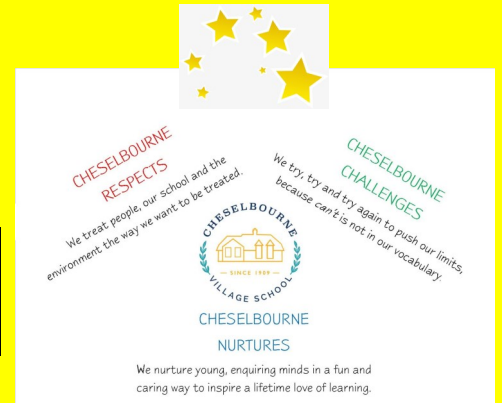 CHESELBOURNE
RESPECTS
We treat people, our school and the
environment the way we want to be treated.
CHESELBOURNE
CHALLENGES
We try, try and try again to push our limits,
because can't is not in our vocabulary.
CHESELBOURNE
SINCE 1909
VILLAGE SCHOOL
CHESELBOURNE
NURTURES
We nurture young, enquiring minds in a fun and
caring way to inspire a lifetime love of learning.